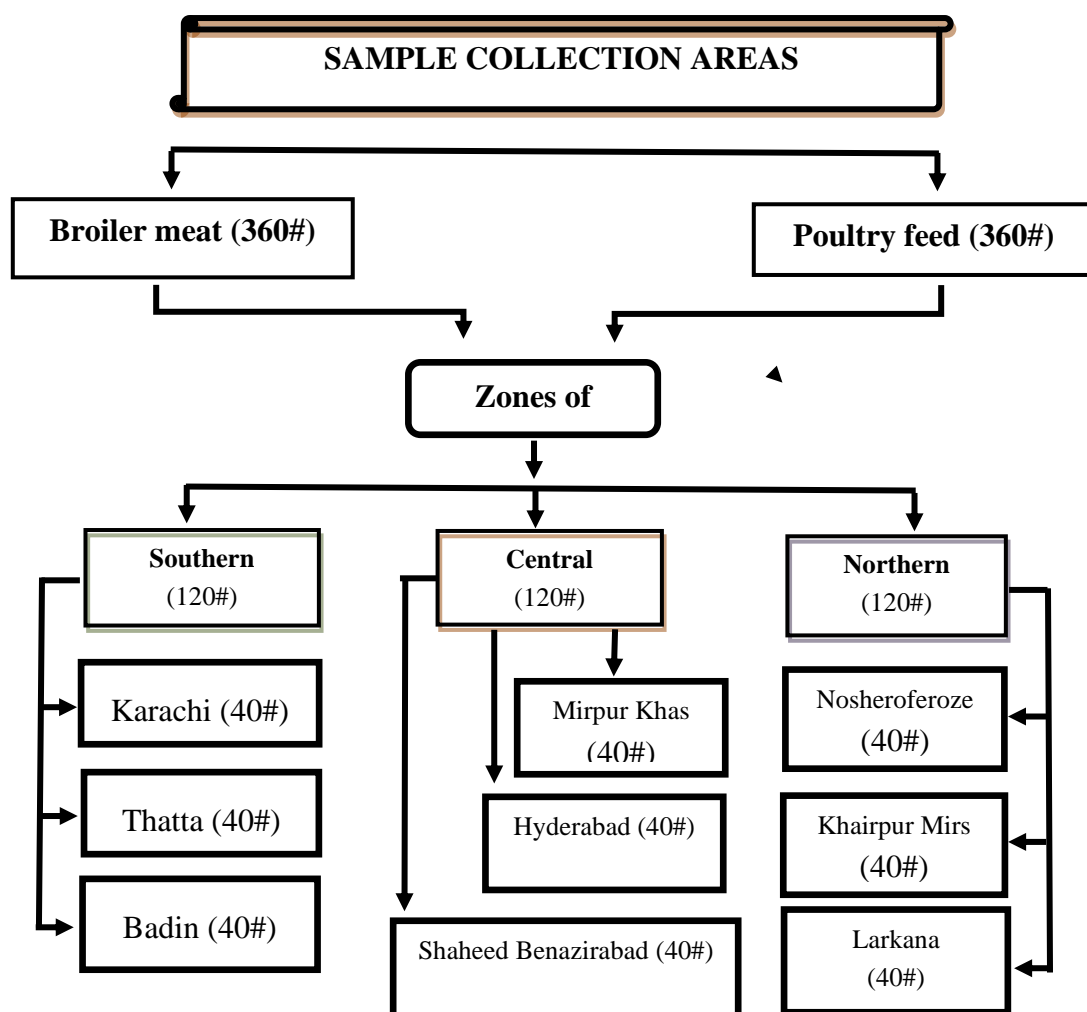 SAMPLE COLLECTION AREAS
Broiler meat (360#)
Poultry feed (360#)
Zones of
Southern
(120#)
Central
(120#)
Northern
(120#)
Karachi (40#)
Thatta (40#)
Badin (40#)
Mirpur Khas
(40#)
Hyderabad (40#)
Shaheed Benazirabad (40#)
Nosheroferoze
(40#)
Khairpur Mirs
(40#)
Larkana
(40#)